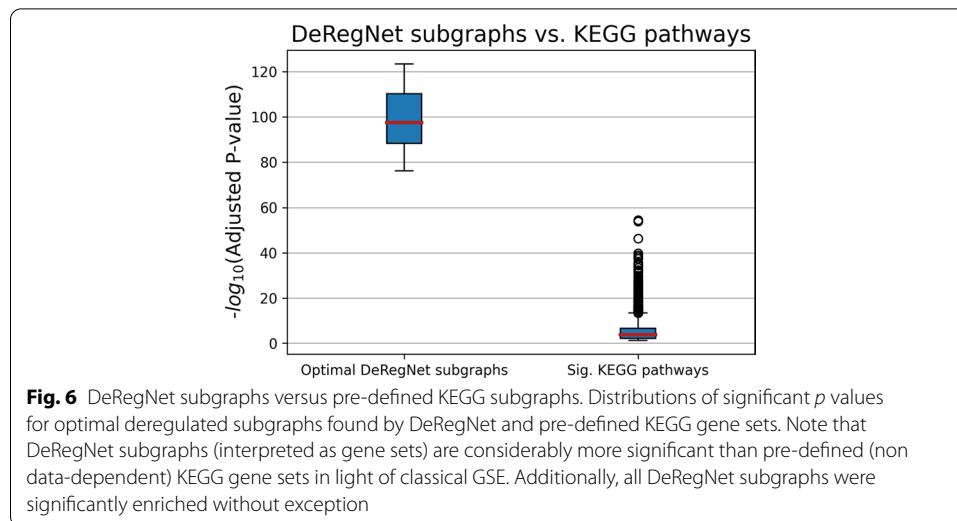 DeRegNet subgraphs vs. KEGG pathways
-log10(Adjusted P-value)
120
100
80
60
40
20
0
Optimal DeRegNet subgraphs Sig. KEGG pathways
Fig. 6 DeRegNet subgraphs versus pre-defined KEGG subgraphs. Distributions of significant p values
for optimal deregulated subgraphs found by DeRegNet and pre-defined KEGG gene sets. Note that
DeRegNet subgraphs (interpreted as gene sets) are considerably more significant than pre-defined (non
data-dependent) KEGG gene sets in light of classical GSE. Additionally, all DeRegNet subgraphs were
significantly enriched without exception